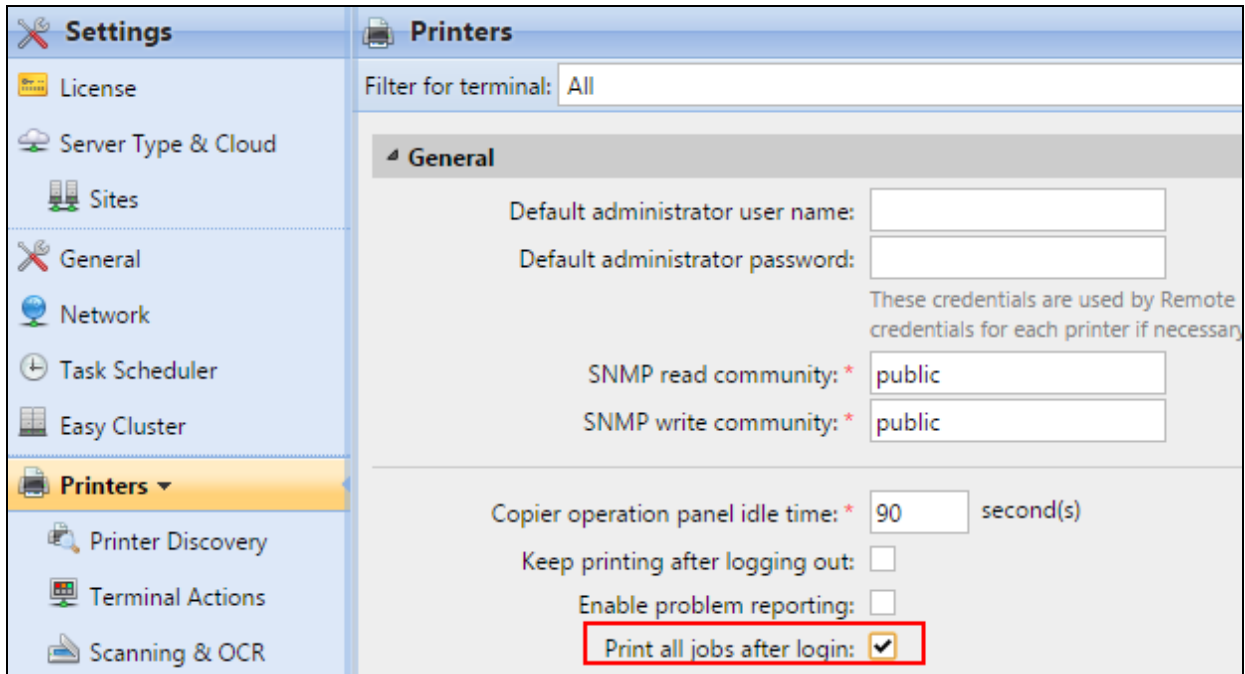 Settings
License
Server Type & Cloud
Sites
General
Network
Task Scheduler
Easy Cluster
Printers
Printer Discovery
Terminal Actions
Scanning & OCR
Printers
Filter for terminal: All
General
Default administrator user name:
Default administrator password:
These credentials are used by Remote
credentials for each printer if necessary
SNMP read community: * public
SNMP write community: * public
Copier operation panel idle time: * 90 second(s)
Keep printing after logging out:
Enable problem reporting:
Print all jobs after login: